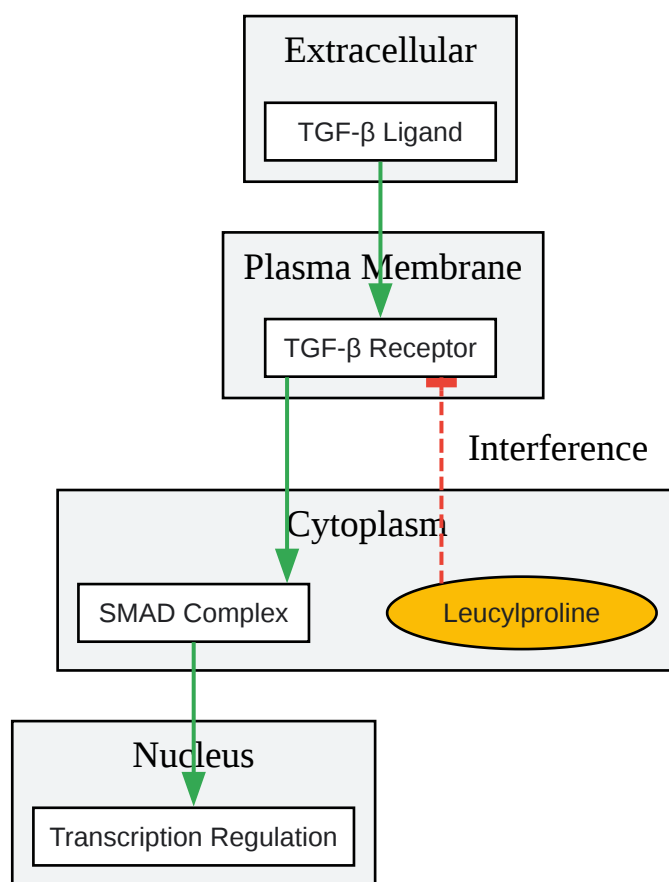 Extracellular
TGF-β Ligand
Plasma Membrane
TGF-β Receptor
Interference
Cytoplasm
SMAD Complex
Leucylproline
Nucleus
Transcription Regulation